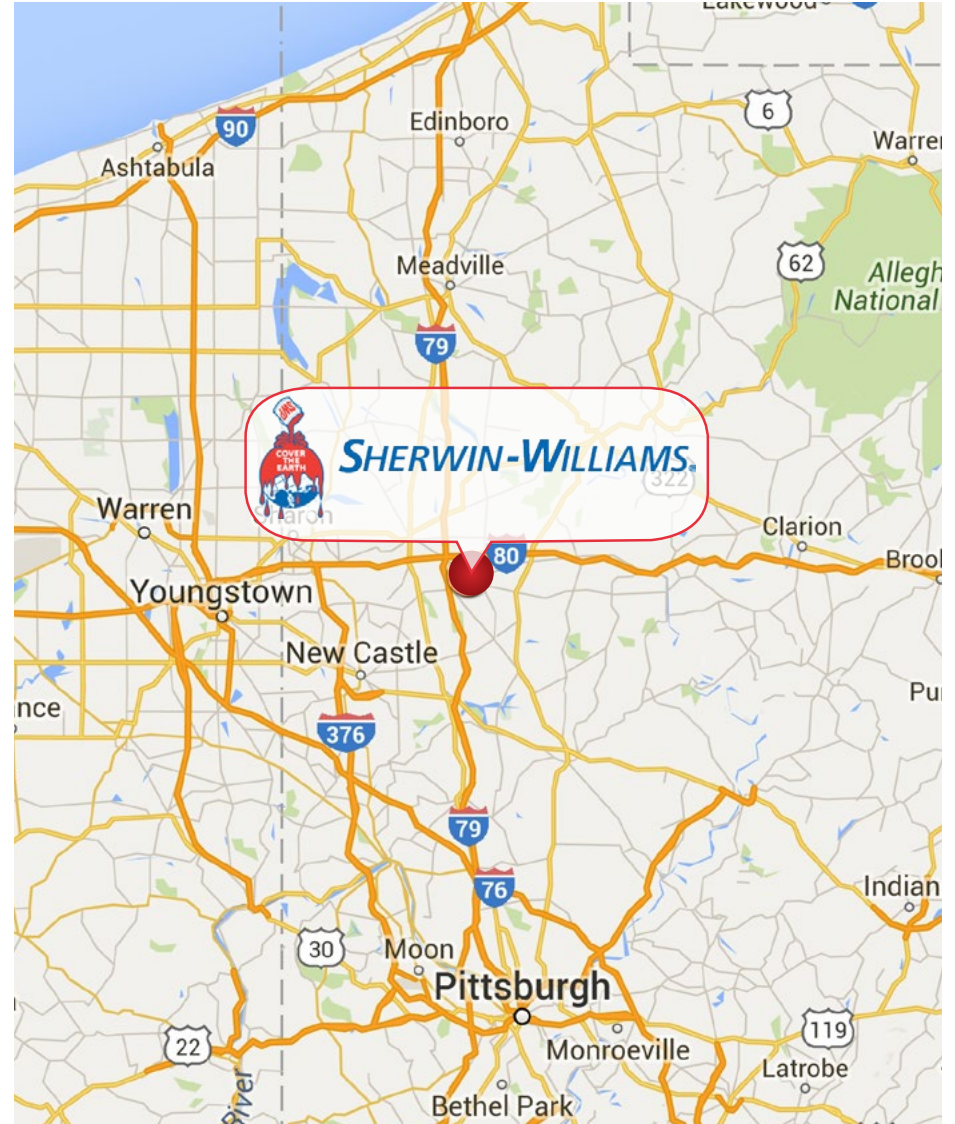 Lakewood
90
Edinboro
6
Ashtabula
Warren
62
Meadville
Allegh
National
79
COVER
THE
EARTH
SHERWIN-WILLIAMS
322
Warren
Sharon
Clarion
80
Brook
Youngstown
New Castle
nce
Pu
376
79
76
Indian
30
Moon
Pittsburgh
119
22
Monroeville
Latrobe
River
Bethel Park